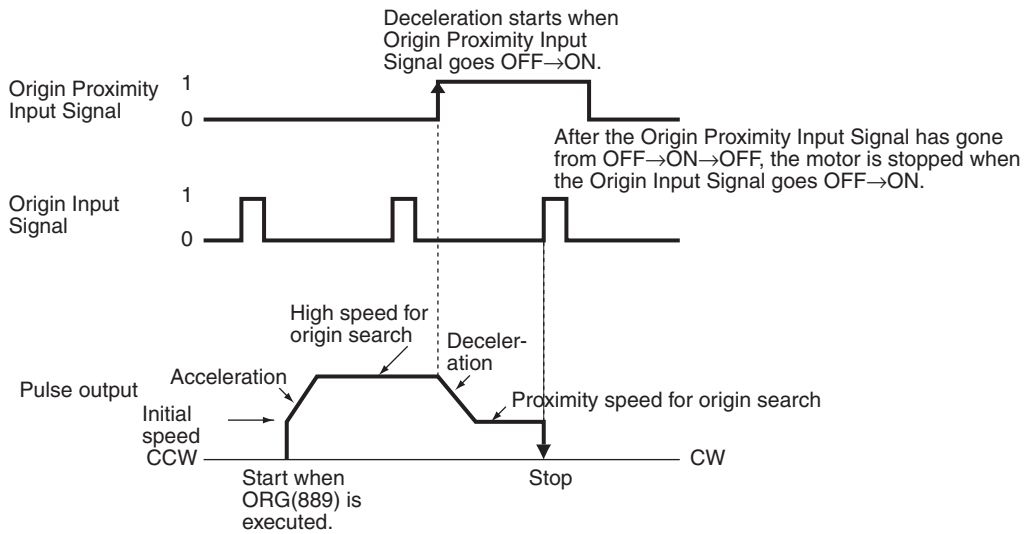 Deceleration starts when
Origin Proximity Input
Signal goes OFF→ON.
Origin Proximity
Input Signal
1
0
After the Origin Proximity Input Signal has gone
from OFF→ON→OFF, the motor is stopped when
the Origin Input Signal goes OFF→ON.
Origin Input
Signal
1
0
High speed for
origin search
Deceler-
ation
Acceleration
Pulse output
Proximity speed for origin search
Initial
speed
CCW
CW
Start when
ORG(889) is
executed.
Stop